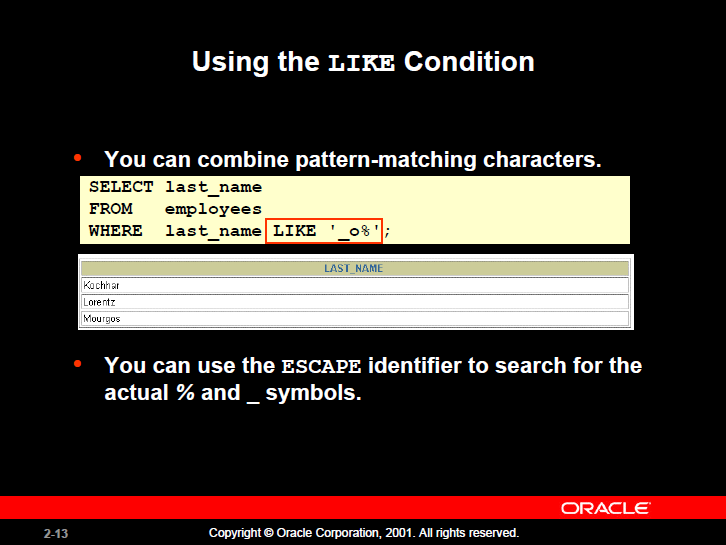 Using the LIKE Condition
• You can combine pattern-matching characters.
SELECT last_name
FROM employees
WHERE last_name LIKE '_o%';
LAST_NAME
Kochhar
Lorentz
Mourgos
• You can use the ESCAPE identifier to search for the
actual % and _ symbols.
ORACLE®
2-13 Copyright © Oracle Corporation, 2001. All rights reserved.